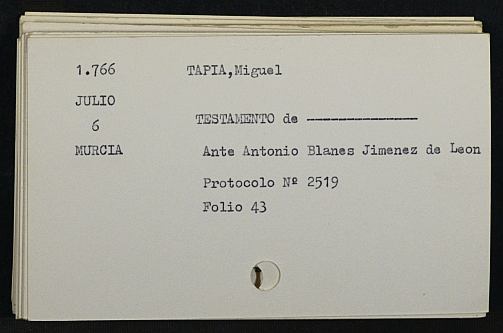 1.766 TAPIA,Miguel
JULIO
6 TESTAMENTO de --------------
MURCIA Ante Antonio Blanes Jimenez de Leon
Protocolo Nº 2519
Folio 43